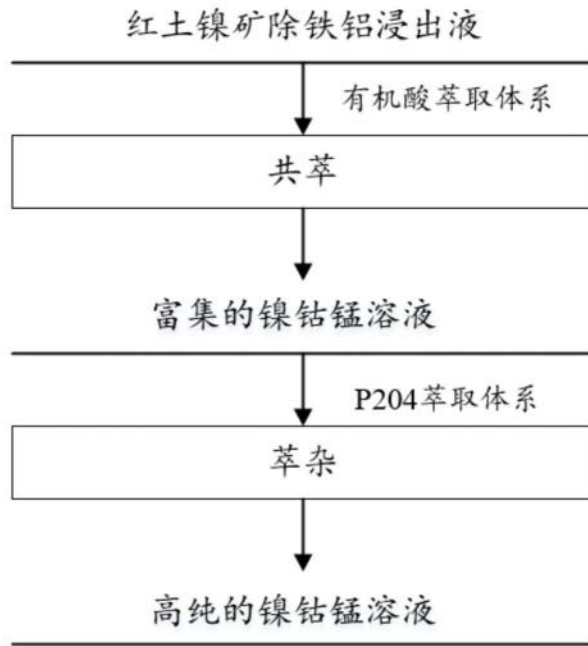 红土镍矿除铁铝浸出液
有机酸萃取体系
共萃
富集的镍钴锰溶液
P204萃取体系
萃杂
高纯的镍钴锰溶液